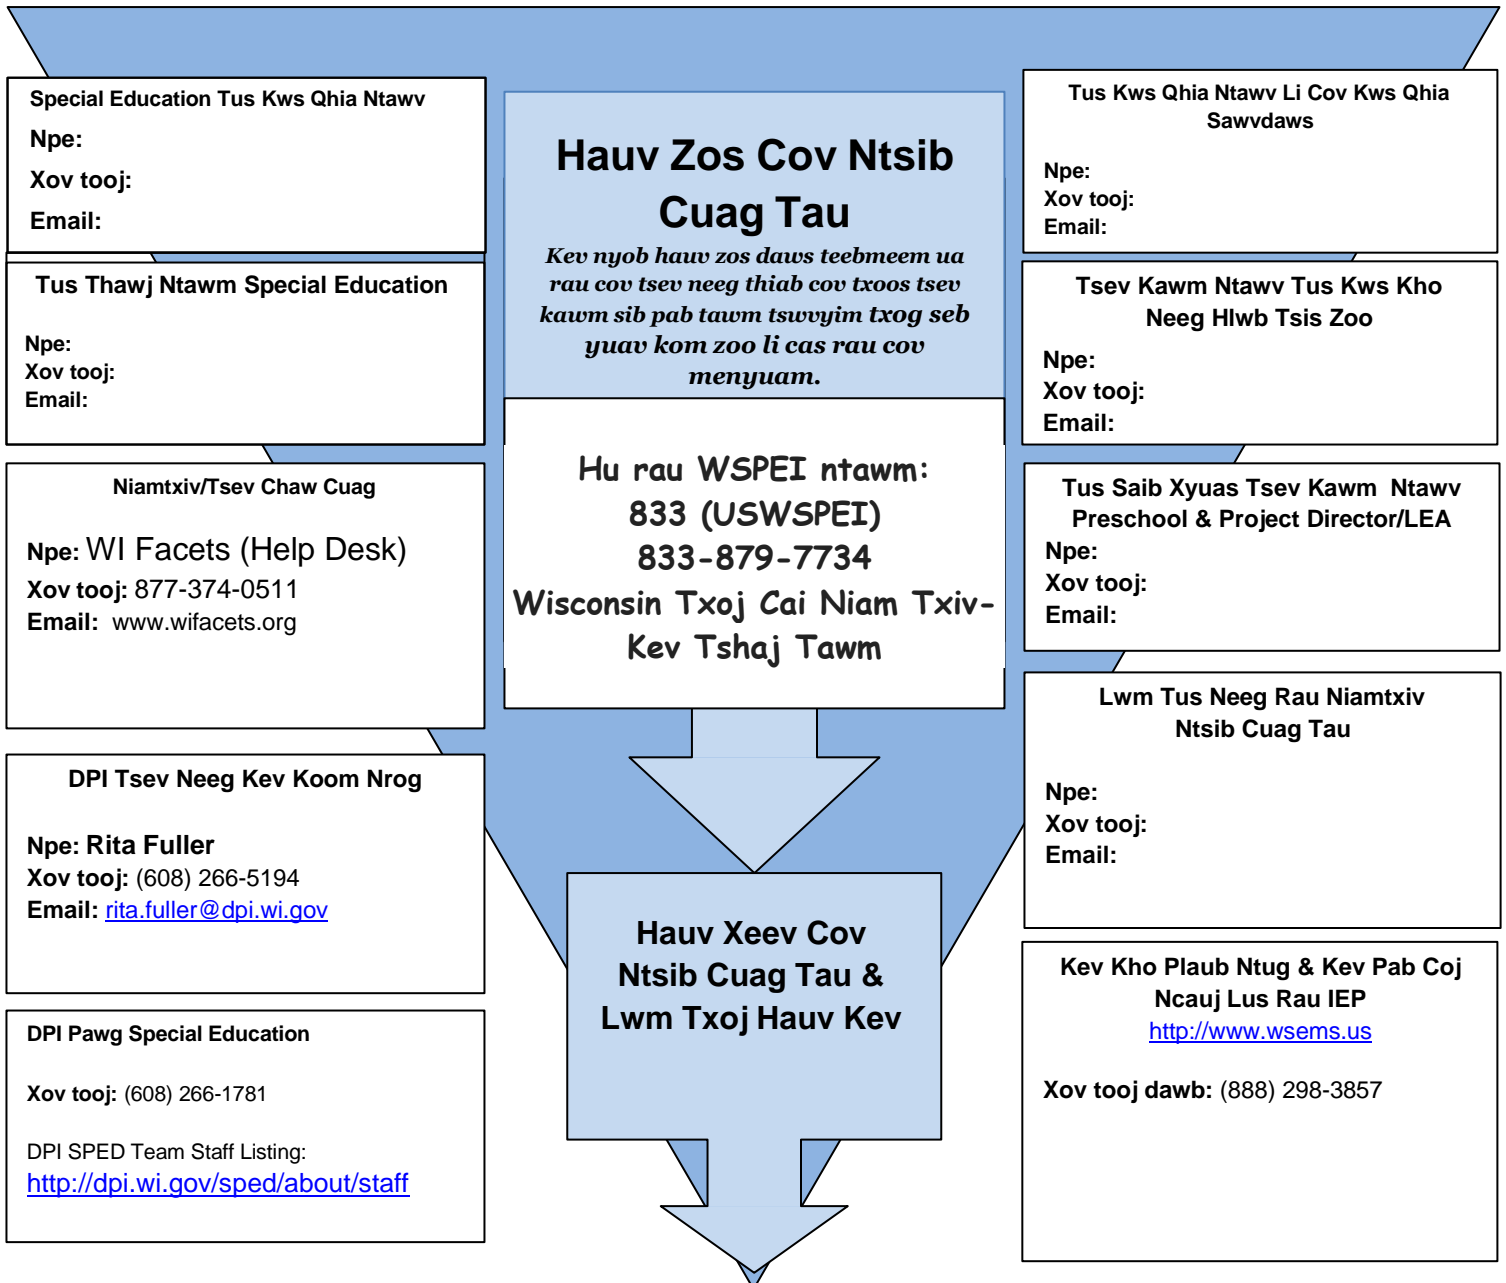 Special Education Tus Kws Qhia Ntawv
Npe:
Xov tooj:
Email:
Tus Thawj Ntawm Special Education
Npe:
Xov tooj:
Email:
Niamtxiv/Tsev Chaw Cuag
Npe: WI Facets (Help Desk)
Xov tooj: 877-374-0511
Email: www.wifacets.org
DPI Tsev Neeg Kev Koom Nrog
Npe: Rita Fuller
Xov tooj: (608) 266-5194
Email: rita.fuller@dpi.wi.gov
DPI Pawg Special Education
Xov tooj: (608) 266-1781
DPI SPED Team Staff Listing:
http://dpi.wi.gov/sped/about/staff
Hauv Zos Cov Ntsib
Cuag Tau
Kev nyob hauv zos daws teebmeem ua
rau cov tsev neeg thiab cov txoos tsev
kawm sib pab tawm tswvyim txog seb
yuav kom zoo li cas rau cov
menyuam.
Hu rau WSPEI ntawm:
833 (USWSPEI)
833-879-7734
Wisconsin Txoj Cai Niam Txiv-
Kev Tshaj Tawm
Hauv Xeev Cov
Ntsib Cuag Tau &
Lwm Txoj Hauv Kev
Tus Kws Qhia Ntawv Li Cov Kws Qhia
Sawvdaws
Npe:
Xov tooj:
Email:
Tsev Kawm Ntawv Tus Kws Kho
Neeg Hlwb Tsis Zoo
Npe:
Xov tooj:
Email:
Tus Saib Xyuas Tsev Kawm Ntawv
Preschool & Project Director/LEA
Npe:
Xov tooj:
Email:
Lwm Tus Neeg Rau Niamtxiv
Ntsib Cuag Tau
Npe:
Xov tooj:
Email:
Kev Kho Plaub Ntug & Kev Pab Coj
Ncauj Lus Rau IEP
http://www.wsems.us
Xov tooj dawb: (888) 298-3857